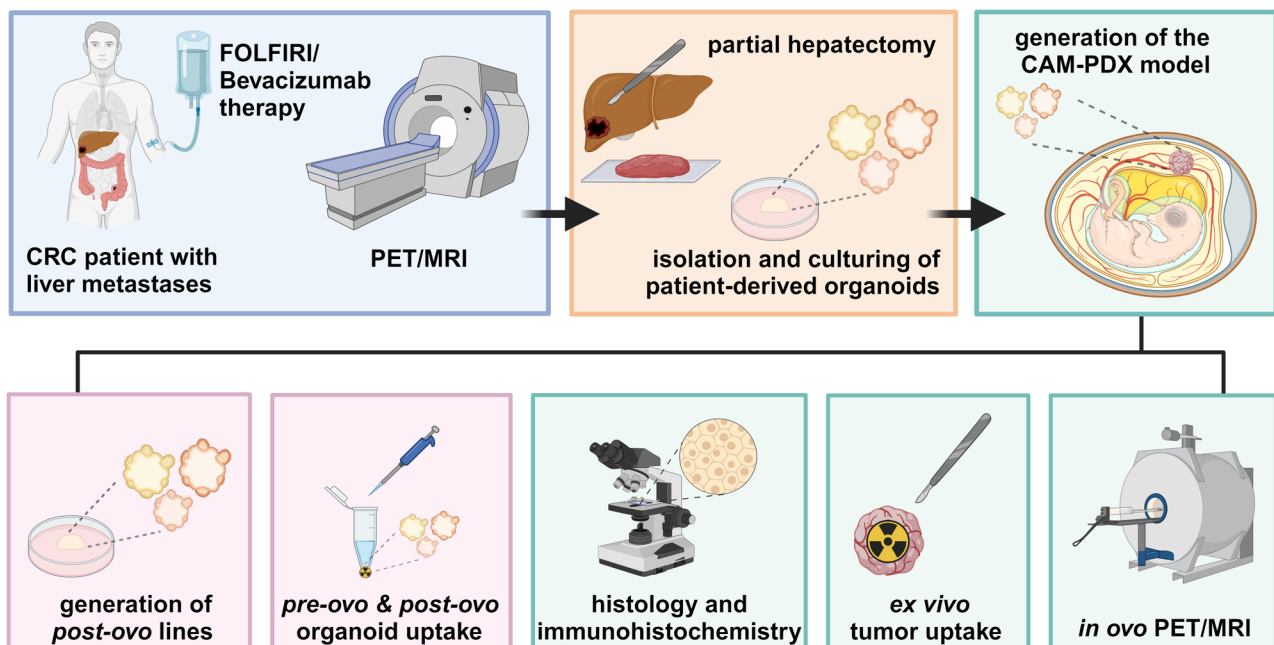 FOLFIRI/
Bevacizumab
therapy
CRC patient with
liver metastases
PET/MRI
partial hepatectomy
isolation and culturing of
patient-derived organoids
generation of the
CAM-PDX model
generation of
post-ovo lines
pre-ovo & post-ovo
organoid uptake
histology and
immunohistochemistry
ex vivo
tumor uptake
in ovo PET/MRI